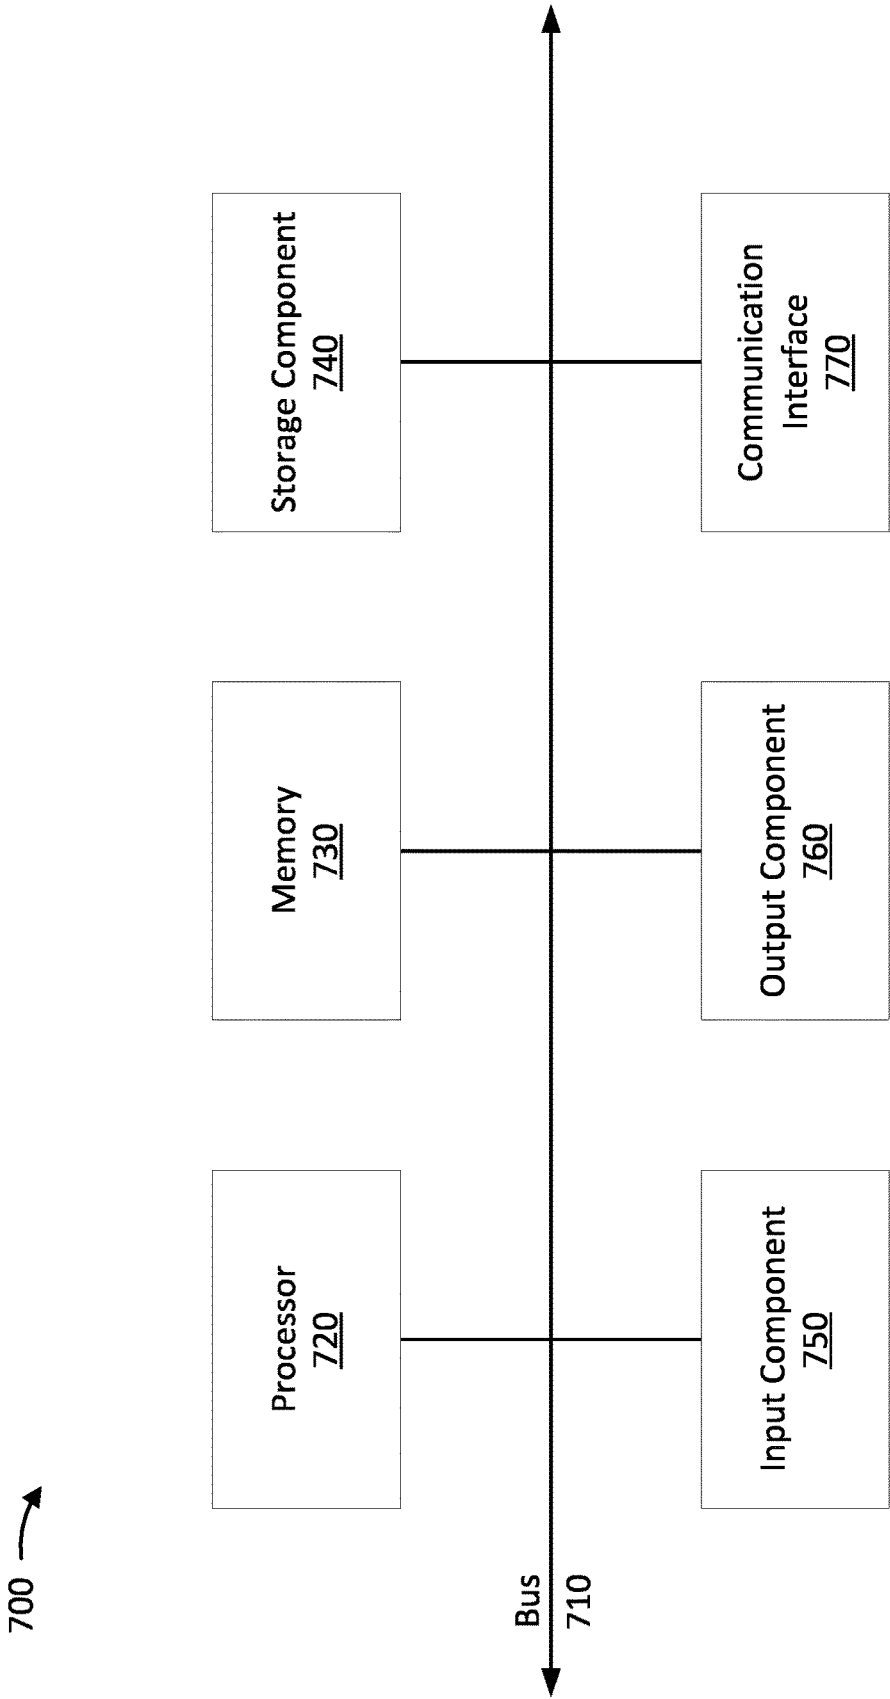 700
Processor
720
Memory
730
Storage Component
740
Bus
710
Input Component
750
Output Component
760
Communication
Interface
770